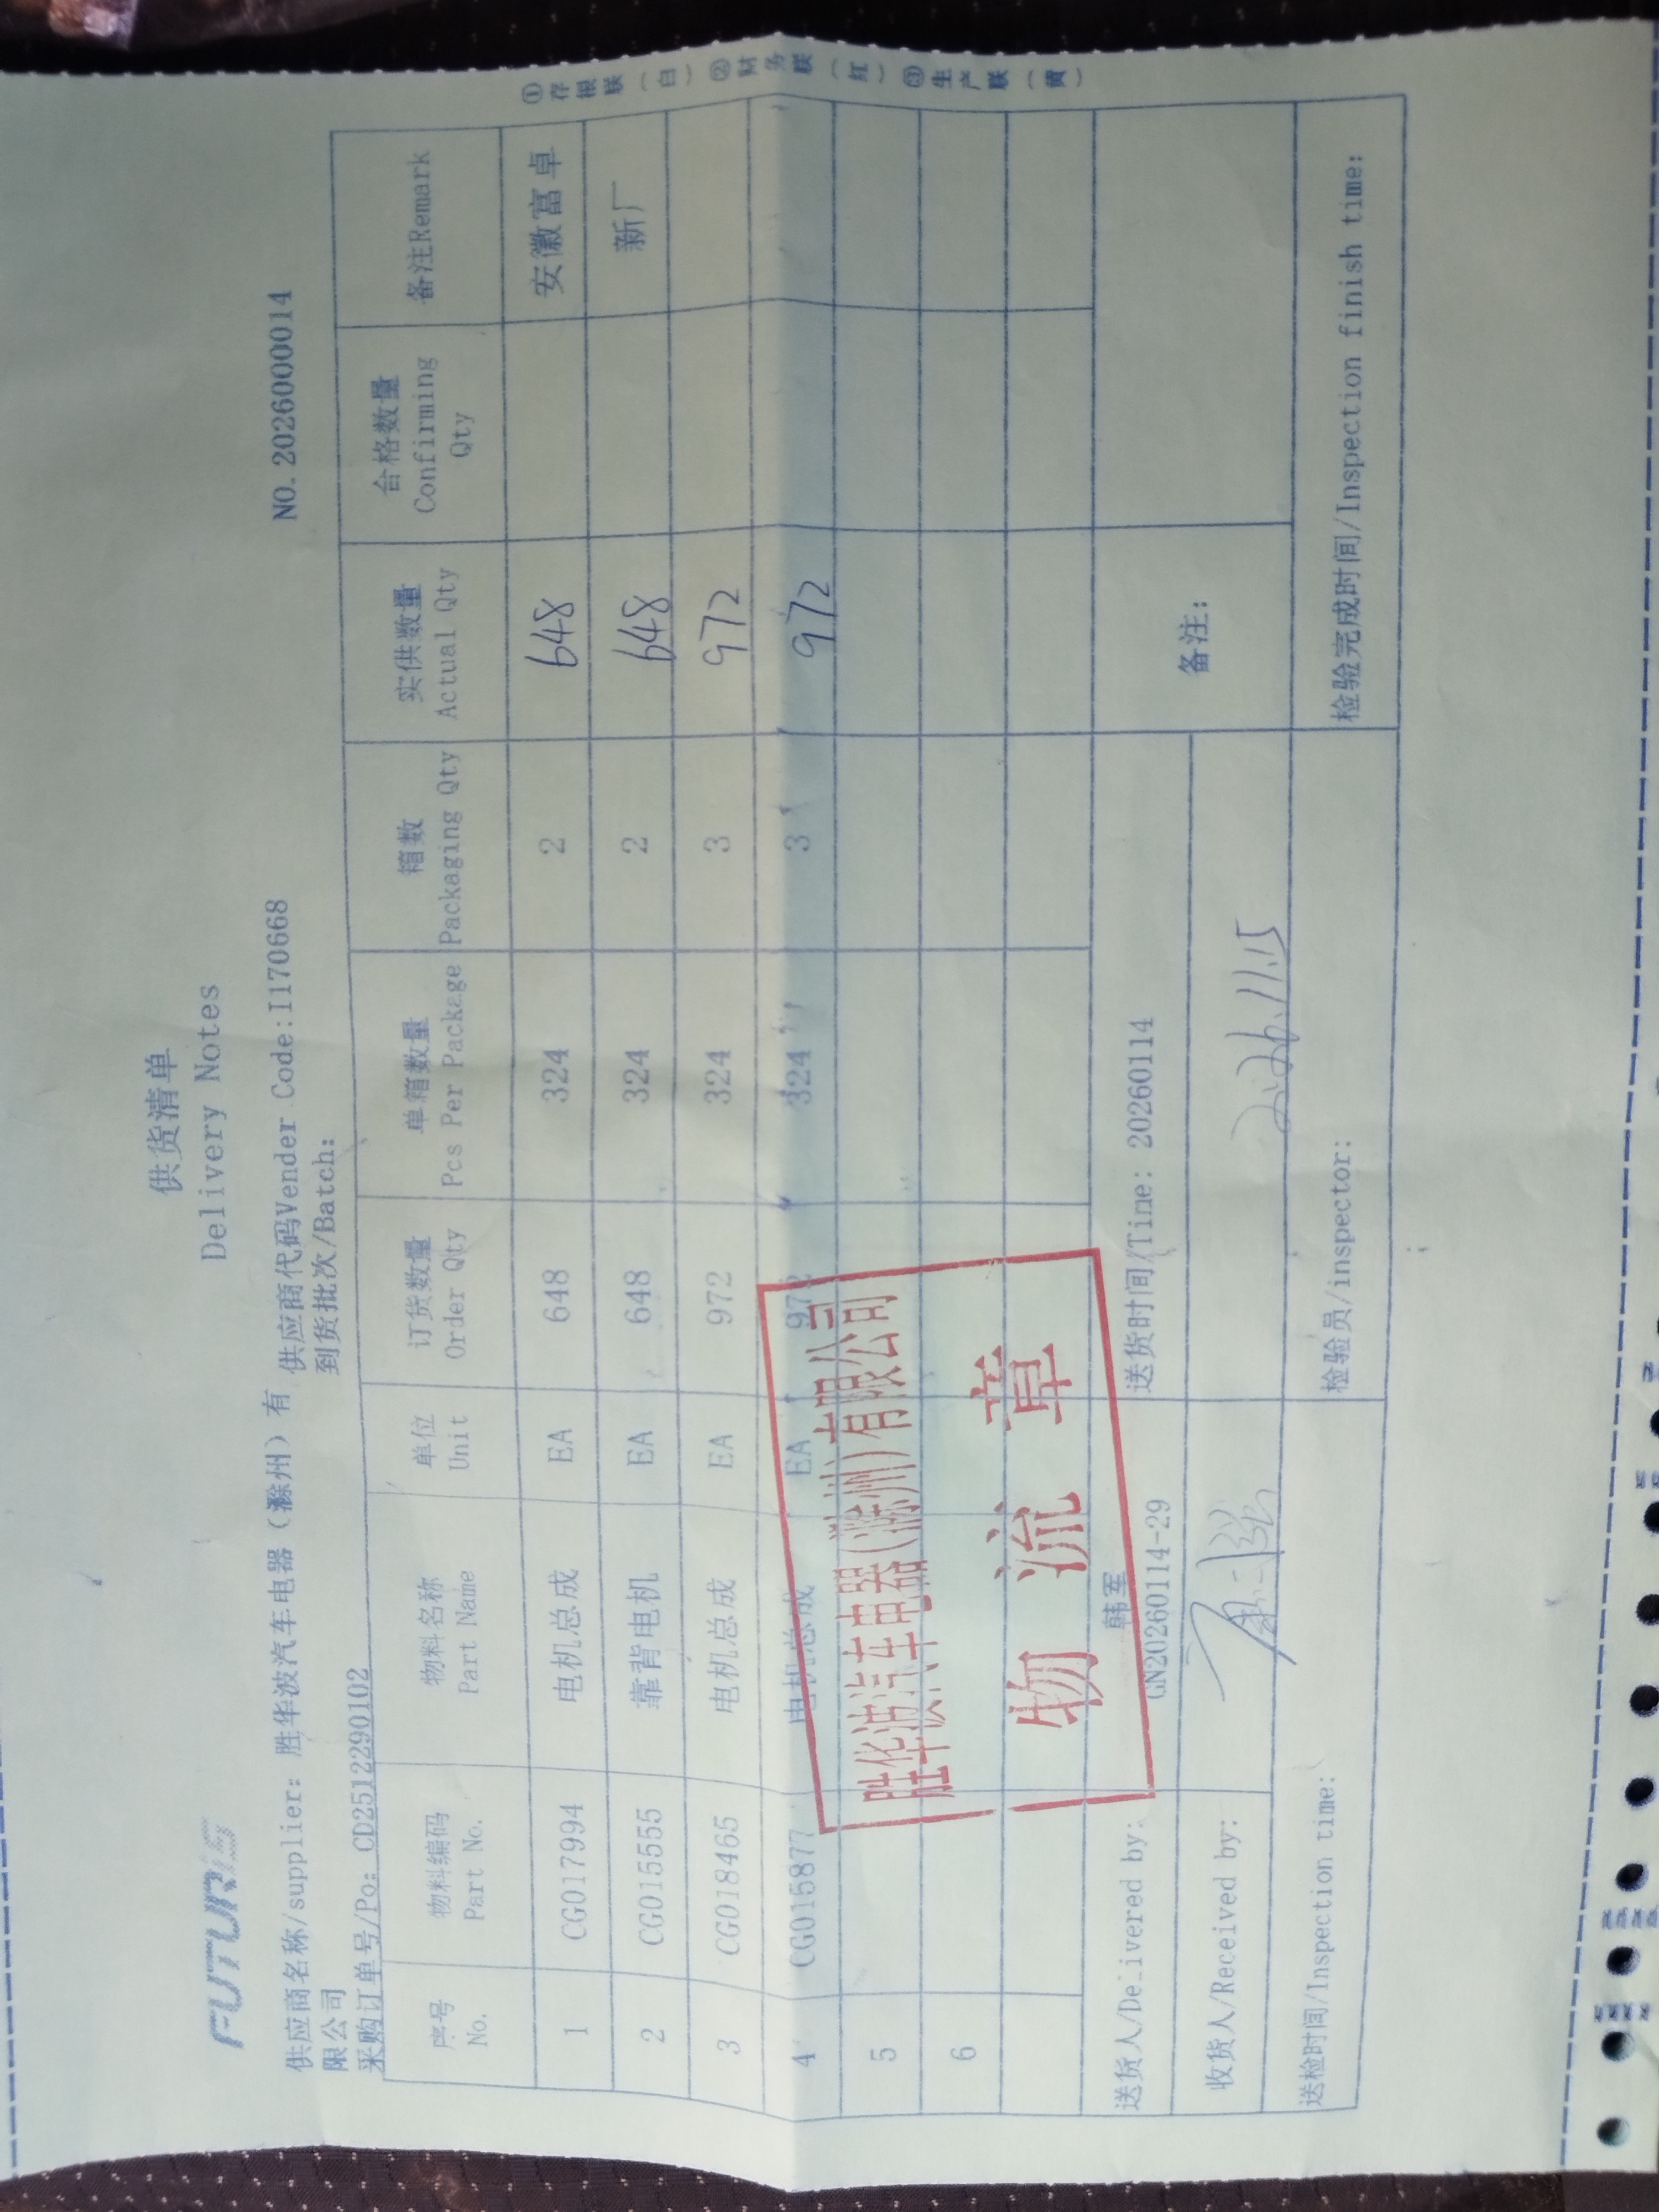 FUTURIS
供货清单
Delivery Notes
供应商名称/supplier: 胜华波汽车电器（滁州）有限公司
供应商代码Vender Code:I170668
NO.2026000014
采购订单号/Po: CD2512290102
到货批次/Batch:
序号 No. 物料编码 Part No. 物料名称 Part Name 单位 Unit 订货数量 Order Qty 单箱数量 Pcs Per Package 箱数 Packaging Qty 实供数量 Actual Qty 合格数量 Confirming Qty 备注Remark
1 CG017994 电机总成 EA 648 324 2 648 安徽富卓
2 CG015555 靠背电机 EA 648 324 2 648 新厂
3 CG018465 电机总成 EA 972 324 3 972
4 CG015877 电机总成 EA 972 324 3 972
5
6
胜华波汽车电器(滁州)有限公司
物流章
送货人/Delivered by: 韩军
GN20260114-29
送货时间/Time: 20260114
备注:
收货人/Received by:
送检时间/Inspection time:
检验员/inspector:
检验完成时间/Inspection finish time:
①存根联（白）②财务联（红）③生产联（黄）